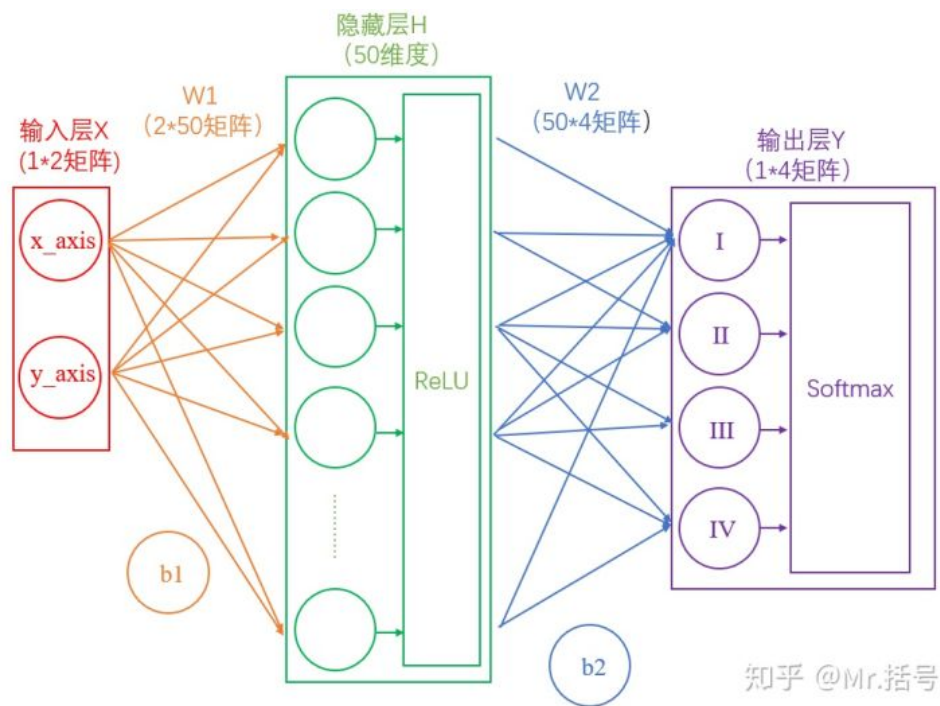 隐藏层H
（50维度）
W1
（2*50矩阵）
W2
（50*4矩阵）
输入层X
(1*2矩阵)
输出层Y
（1*4矩阵）
x_axis
y_axis
ReLU
I
II
III
IV
Softmax
b1
b2
知乎 @Mr.括号